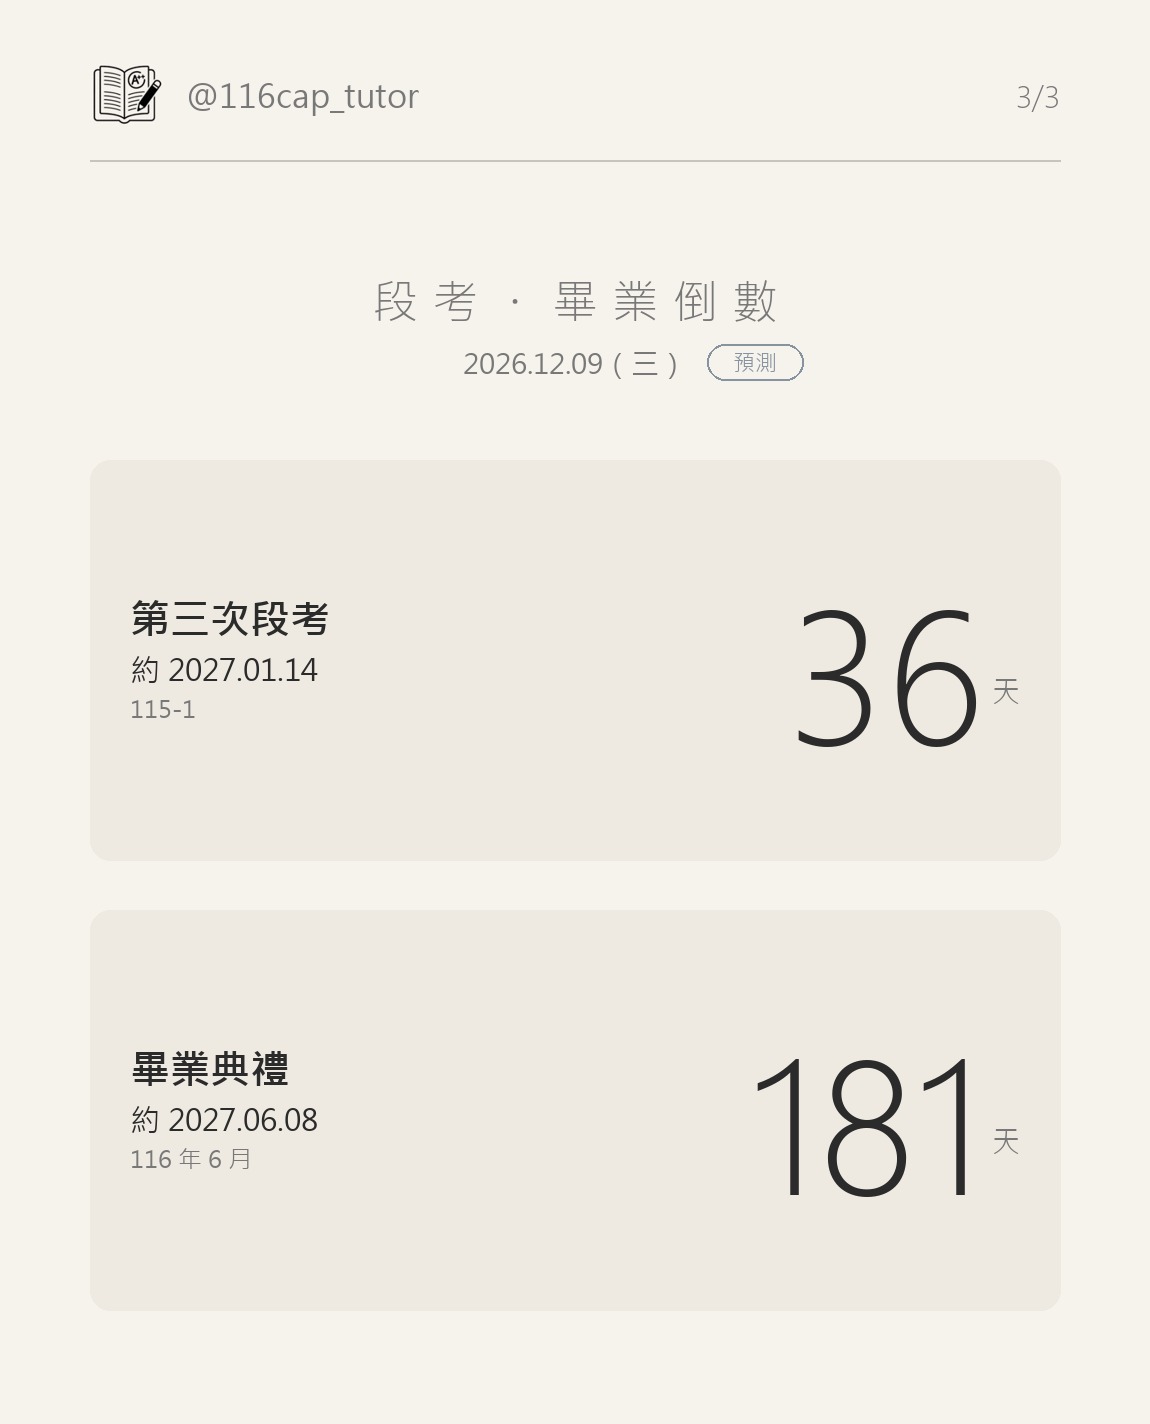 @116cap_tutor
3/3
段考 · 畢業倒數
2026.12.09（三） 預測
第三次段考
約 2027.01.14
115-1
36 天
畢業典禮
約 2027.06.08
116 年 6 月
181 天